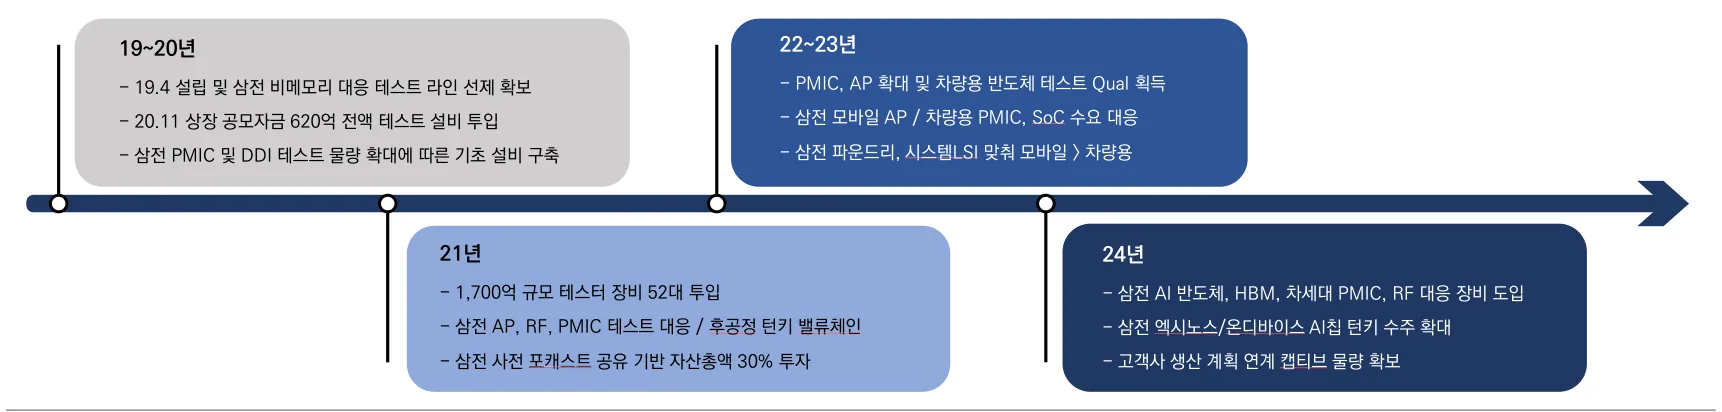 19~20년
- 19.4 설립 및 삼전 비메모리 대응 테스트 라인 선제 확보
- 20.11 상장 공모자금 620억 전액 테스트 설비 투입
- 삼전 PMIC 및 DDI 테스트 물량 확대에 따른 기초 설비 구축
21년
- 1,700억 규모 테스터 장비 52대 투입
- 삼전 AP, RF, PMIC 테스트 대응 / 후공정 턴키 밸류체인
- 삼전 사전 포캐스트 공유 기반 자산총액 30% 투자
22~23년
- PMIC, AP 확대 및 차량용 반도체 테스트 Qual 획득
- 삼전 모바일 AP / 차량용 PMIC, SoC 수요 대응
- 삼전 파운드리, 시스템LSI 맞춰 모바일 > 차량용
24년
- 삼전 AI 반도체, HBM, 차세대 PMIC, RF 대응 장비 도입
- 삼전 엑시노스/온디바이스 AI칩 턴키 수주 확대
- 고객사 생산 계획 연계 캡티브 물량 확보